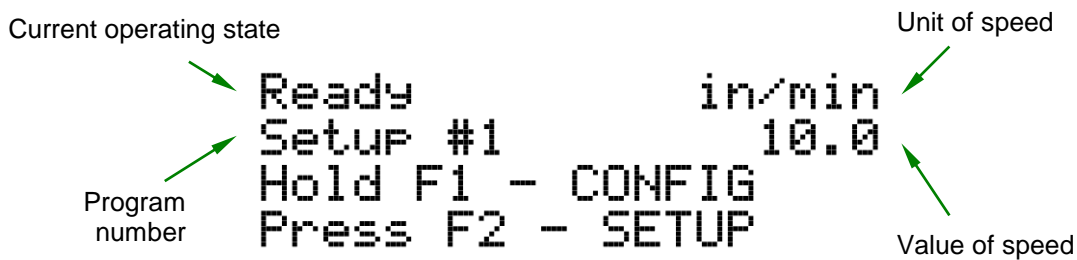 Current operating state
Unit of speed
Ready in/min
Setup #1 10.0
Hold F1 - CONFIG
Press F2 - SETUP
Program
number
Value of speed